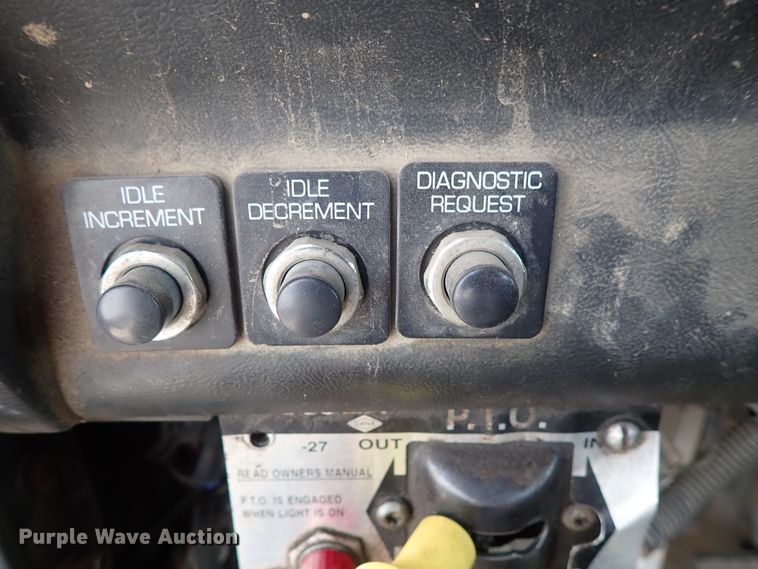 IDLE
INCREMENT
IDLE
DECREMENT
DIAGNOSTIC
REQUEST
P.T.O.
-27
OUT
IN
READ OWNERS MANUAL
P.T.O. IS ENGAGED
WHEN LIGHT IS ON
Purple Wave Auction